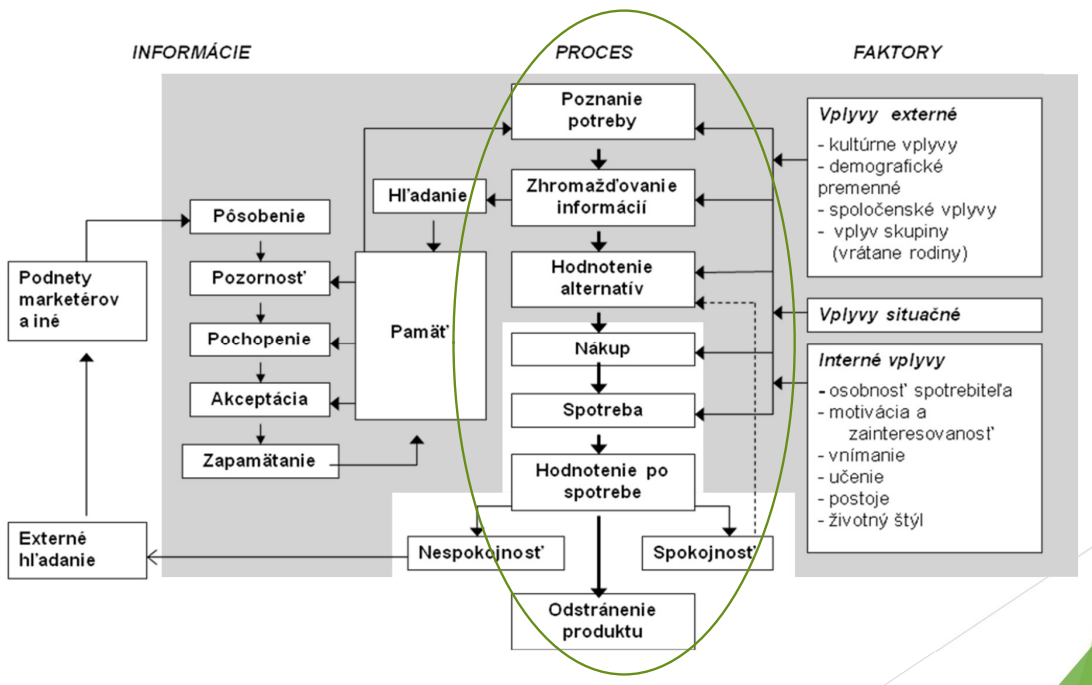 INFORMÁCIE
PROCES
FAKTORY
Poznanie
potreby
Hľadanie
Zhromažďovanie
informácií
Pôsobenie
Pozornosť
Pochopenie
Akceptácia
Zapamätanie
Pamäť
Podnety
marketérov
a iné
Externé
hľadanie
Hodnotenie
alternatív
Nákup
Spotreba
Hodnotenie po
spotrebe
Nespokojnosť
Spokojnosť
Odstránenie
produktu
Vplyvy externé
- kultúrne vplyvy
- demografické
premenné
- spoločenské vplyvy
- vplyv skupiny
(vrátane rodiny)
Vplyvy situačné
Interné vplyvy
- osobnosť spotrebiteľa
- motivácia a
zainteresovanosť
- vnímanie
- učenie
- postoje
- životný štýl